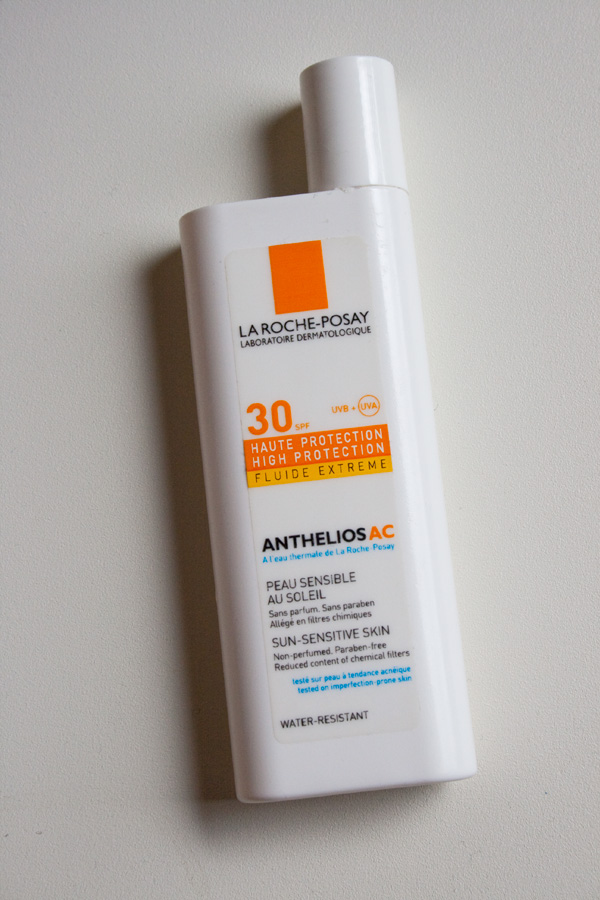 LA ROCHE-POSAY
LABORATOIRE DERMATOLOGIQUE
30 SPF UVB + UVA
HAUTE PROTECTION
HIGH PROTECTION
FLUIDE EXTREME
ANTHELIOS AC
A l'eau thermale de La Roche-Posay
PEAU SENSIBLE
AU SOLEIL
Sans parfum. Sans paraben
Allégé en filtres chimiques
SUN-SENSITIVE SKIN
Non-perfumed. Paraben-free
Reduced content of chemical filters
testé sur peau à tendance acnéique
tested on imperfection-prone skin
WATER-RESISTANT